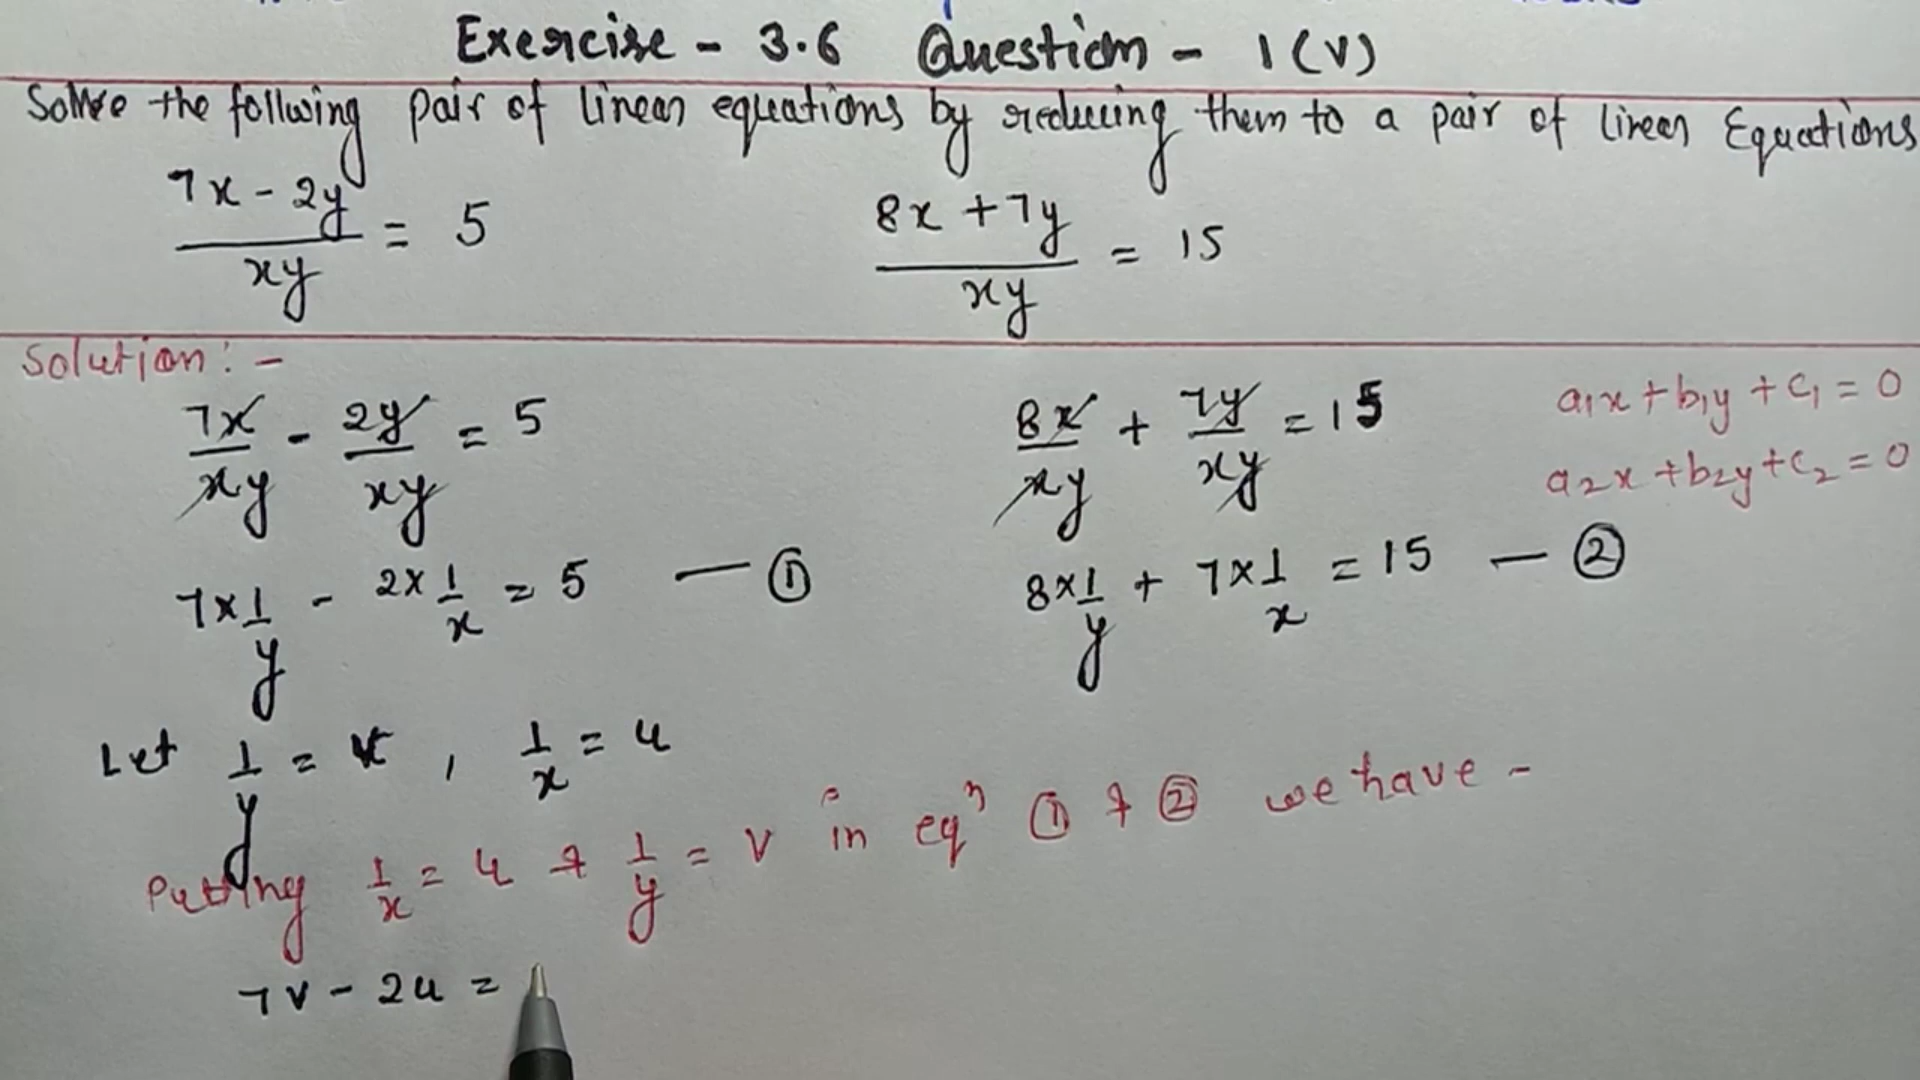 Exercise - 3.6 Question - 1(v)
Solve the following pair of linear equations by reducing them to a pair of linear Equations
7x - 2y / xy = 5    8x + 7y / xy = 15
Solution:-
7x/xy - 2y/xy = 5    8x/xy + 7y/xy = 15    a₁x + b₁y + c₁ = 0
a₂x + b₂y + c₂ = 0
7×1/y - 2×1/x = 5 — ①    8×1/y + 7×1/x = 15 — ②
Let 1/y = v, 1/x = u
Putting 1/x = u & 1/y = v in eqⁿ ① & ② we have -
7v - 2u =